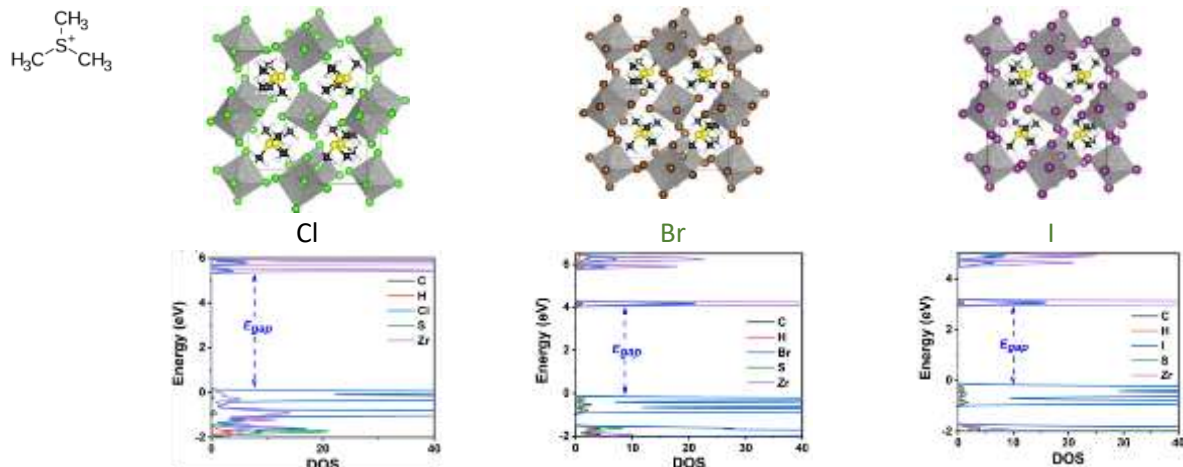 CH₃
S⁺
H₃C CH₃
Cl
Br
I
6
4
2
0
-2
Energy (eV)
Egap
C
H
Cl
S
Zr
0 10 20 30 40
DOS
6
4
2
0
-2
Energy (eV)
Egap
C
H
Br
S
Zr
0 10 20 30 40
DOS
4
2
0
-2
Energy (eV)
Egap
C
H
I
S
Zr
0 10 20 30 40
DOS